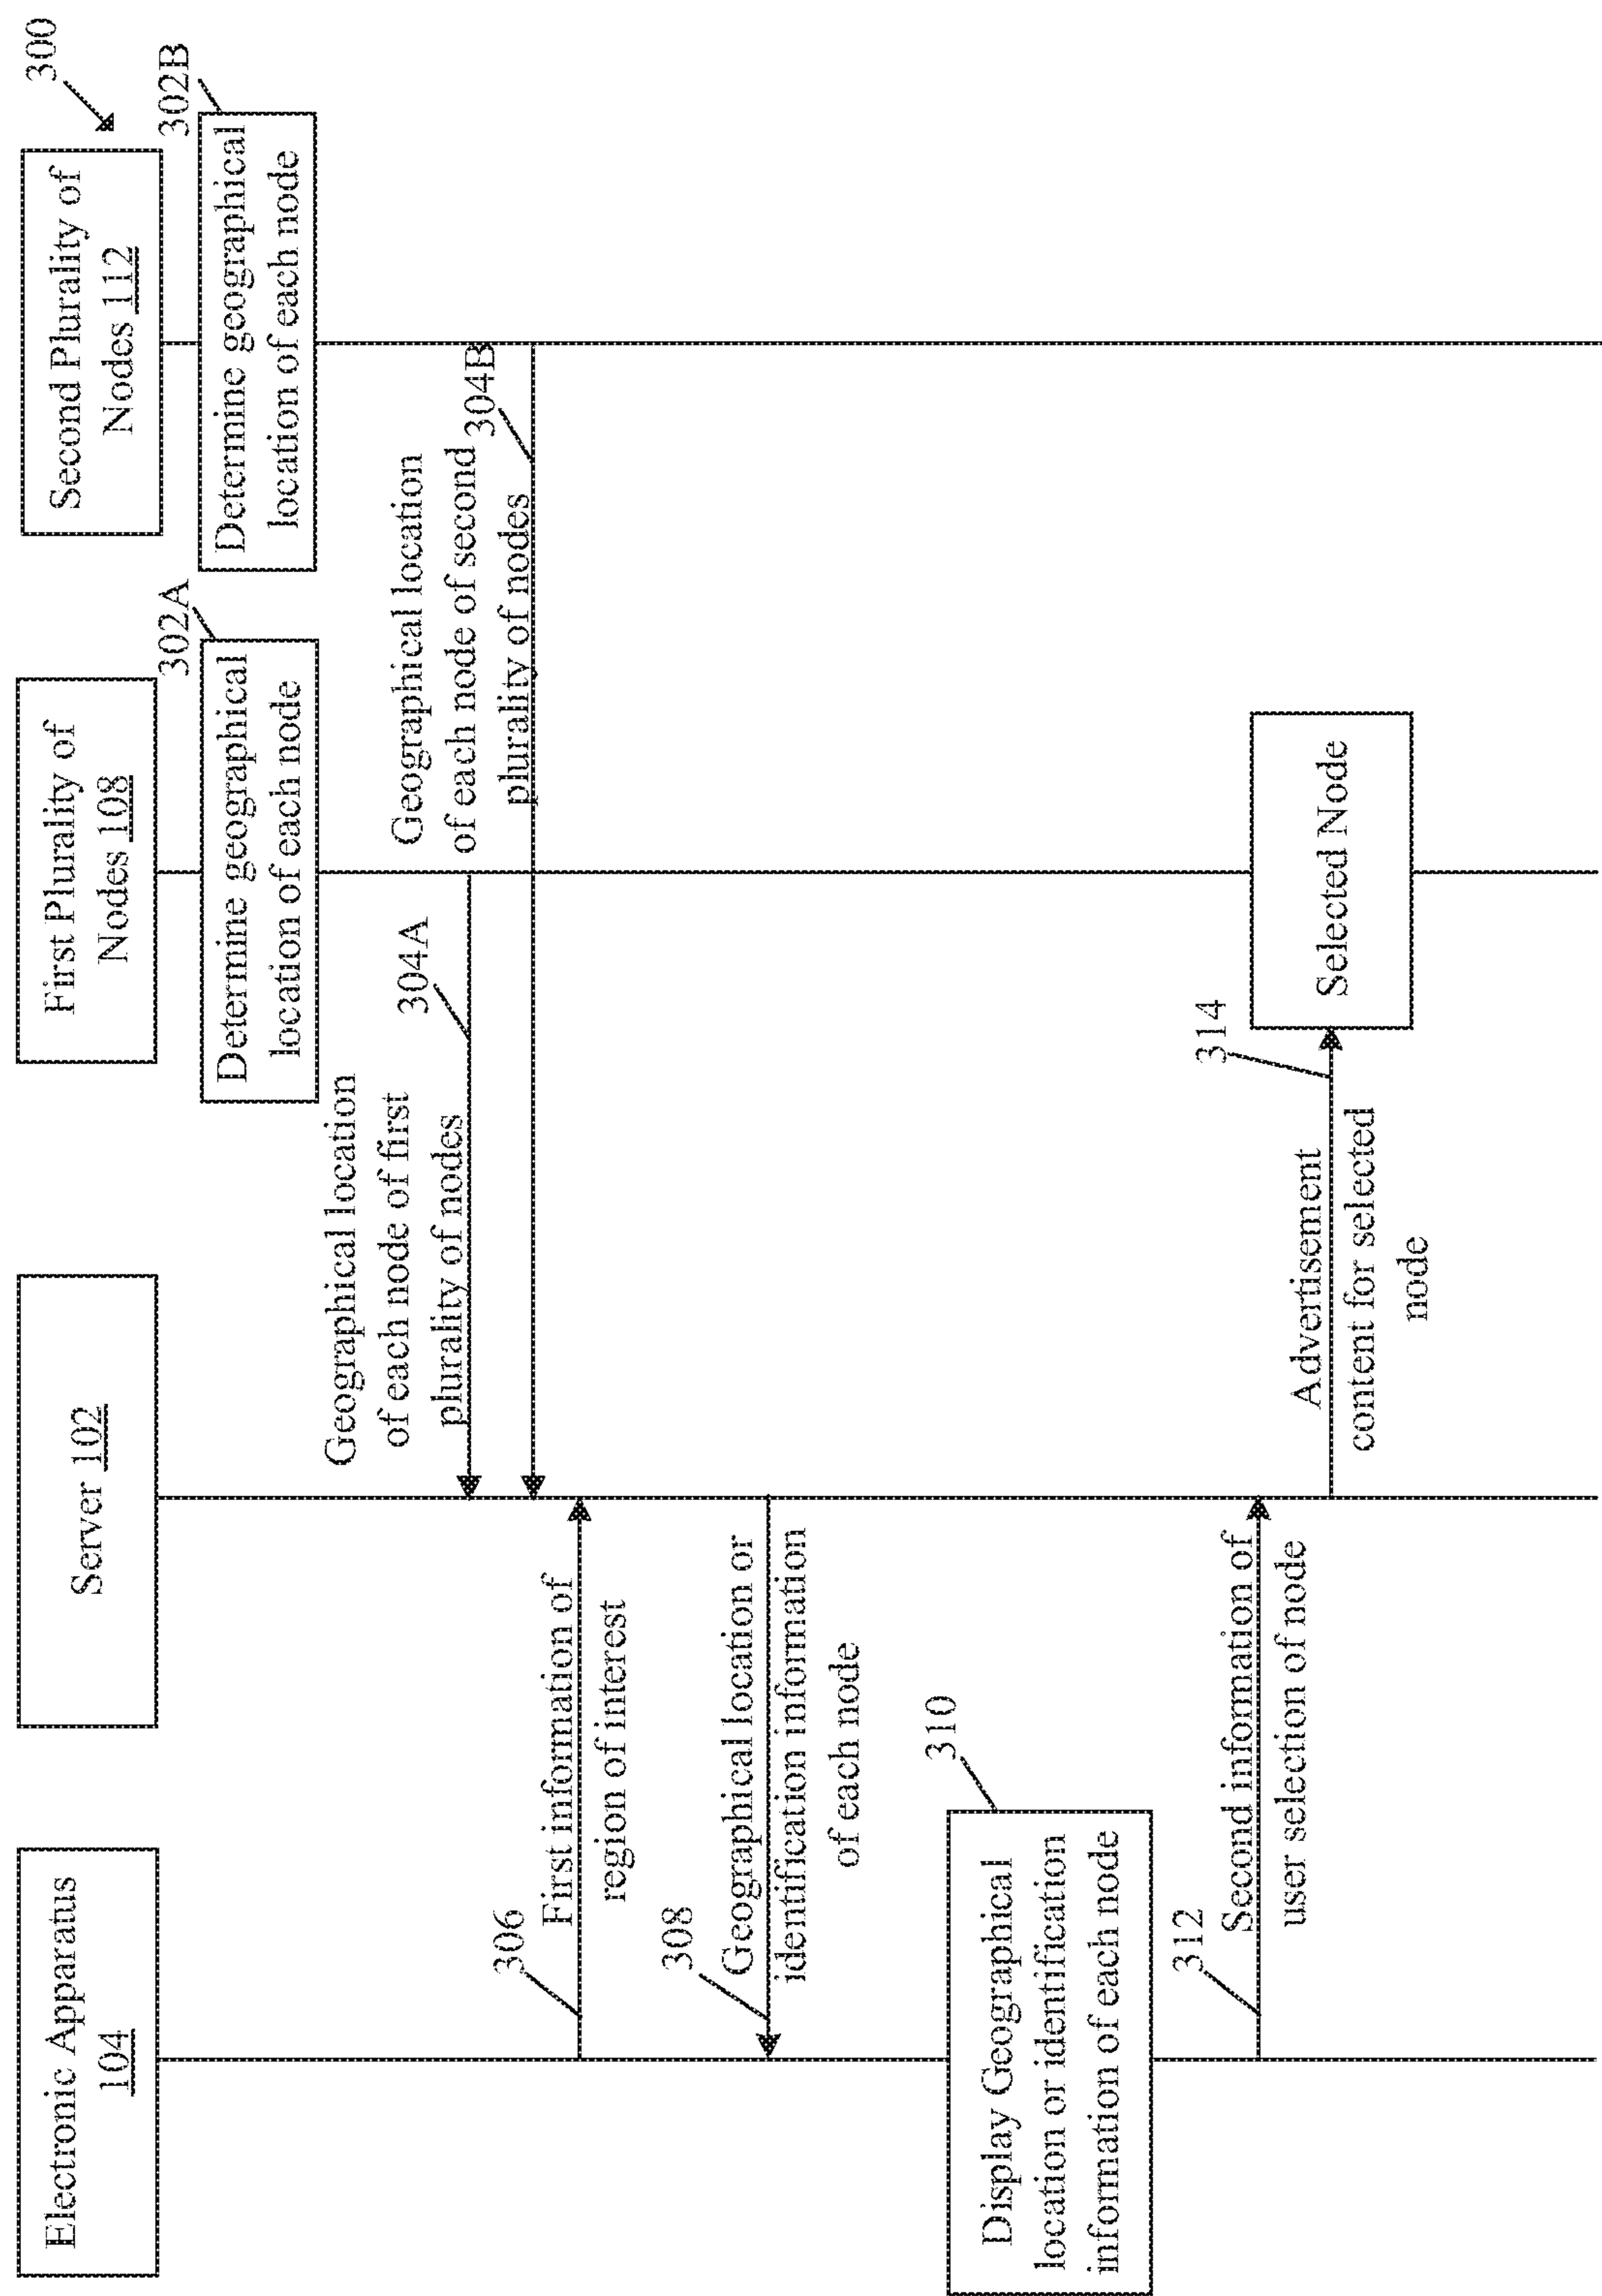 300
Electronic Apparatus
104
Server 102
First Plurality of
Nodes 108
Second Plurality of
Nodes 112
302A
Determine geographical
location of each node
302B
Determine geographical
location of each node
Geographical location
of each node of first
plurality of nodes
304A
Geographical location
of each node of second
plurality of nodes
304B
306
First information of
region of interest
308
Geographical location or
identification information
of each node
310
Display Geographical
location or identification
information of each node
312
Second information of
user selection of node
314
Advertisement
content for selected
node
Selected Node